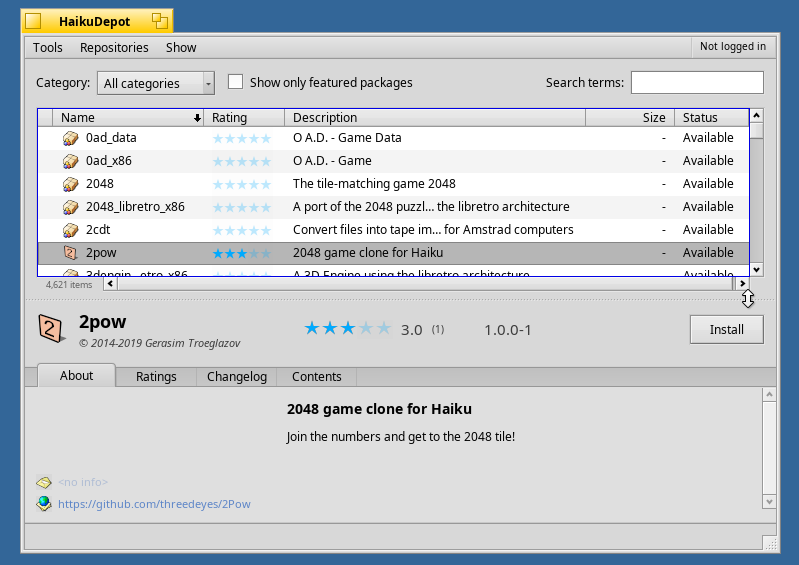 HaikuDepot
Tools Repositories Show Not logged in
Category: All categories Show only featured packages Search terms:
Name Rating Description Size Status
0ad_data O A.D. - Game Data - Available
0ad_x86 O A.D. - Game - Available
2048 The tile-matching game 2048 - Available
2048_libretro_x86 A port of the 2048 puzzl... the libretro architecture - Available
2cdt Convert files into tape im... for Amstrad computers - Available
2pow 2048 game clone for Haiku - Available
3dengin...etro_x86 A 3D Engine using the libretro architecture - Available
4,621 items
2pow 3.0 (1) 1.0.0-1 Install
© 2014-2019 Gerasim Troeglazov
About Ratings Changelog Contents
2048 game clone for Haiku
Join the numbers and get to the 2048 tile!
<no info>
https://github.com/threedeyes/2Pow